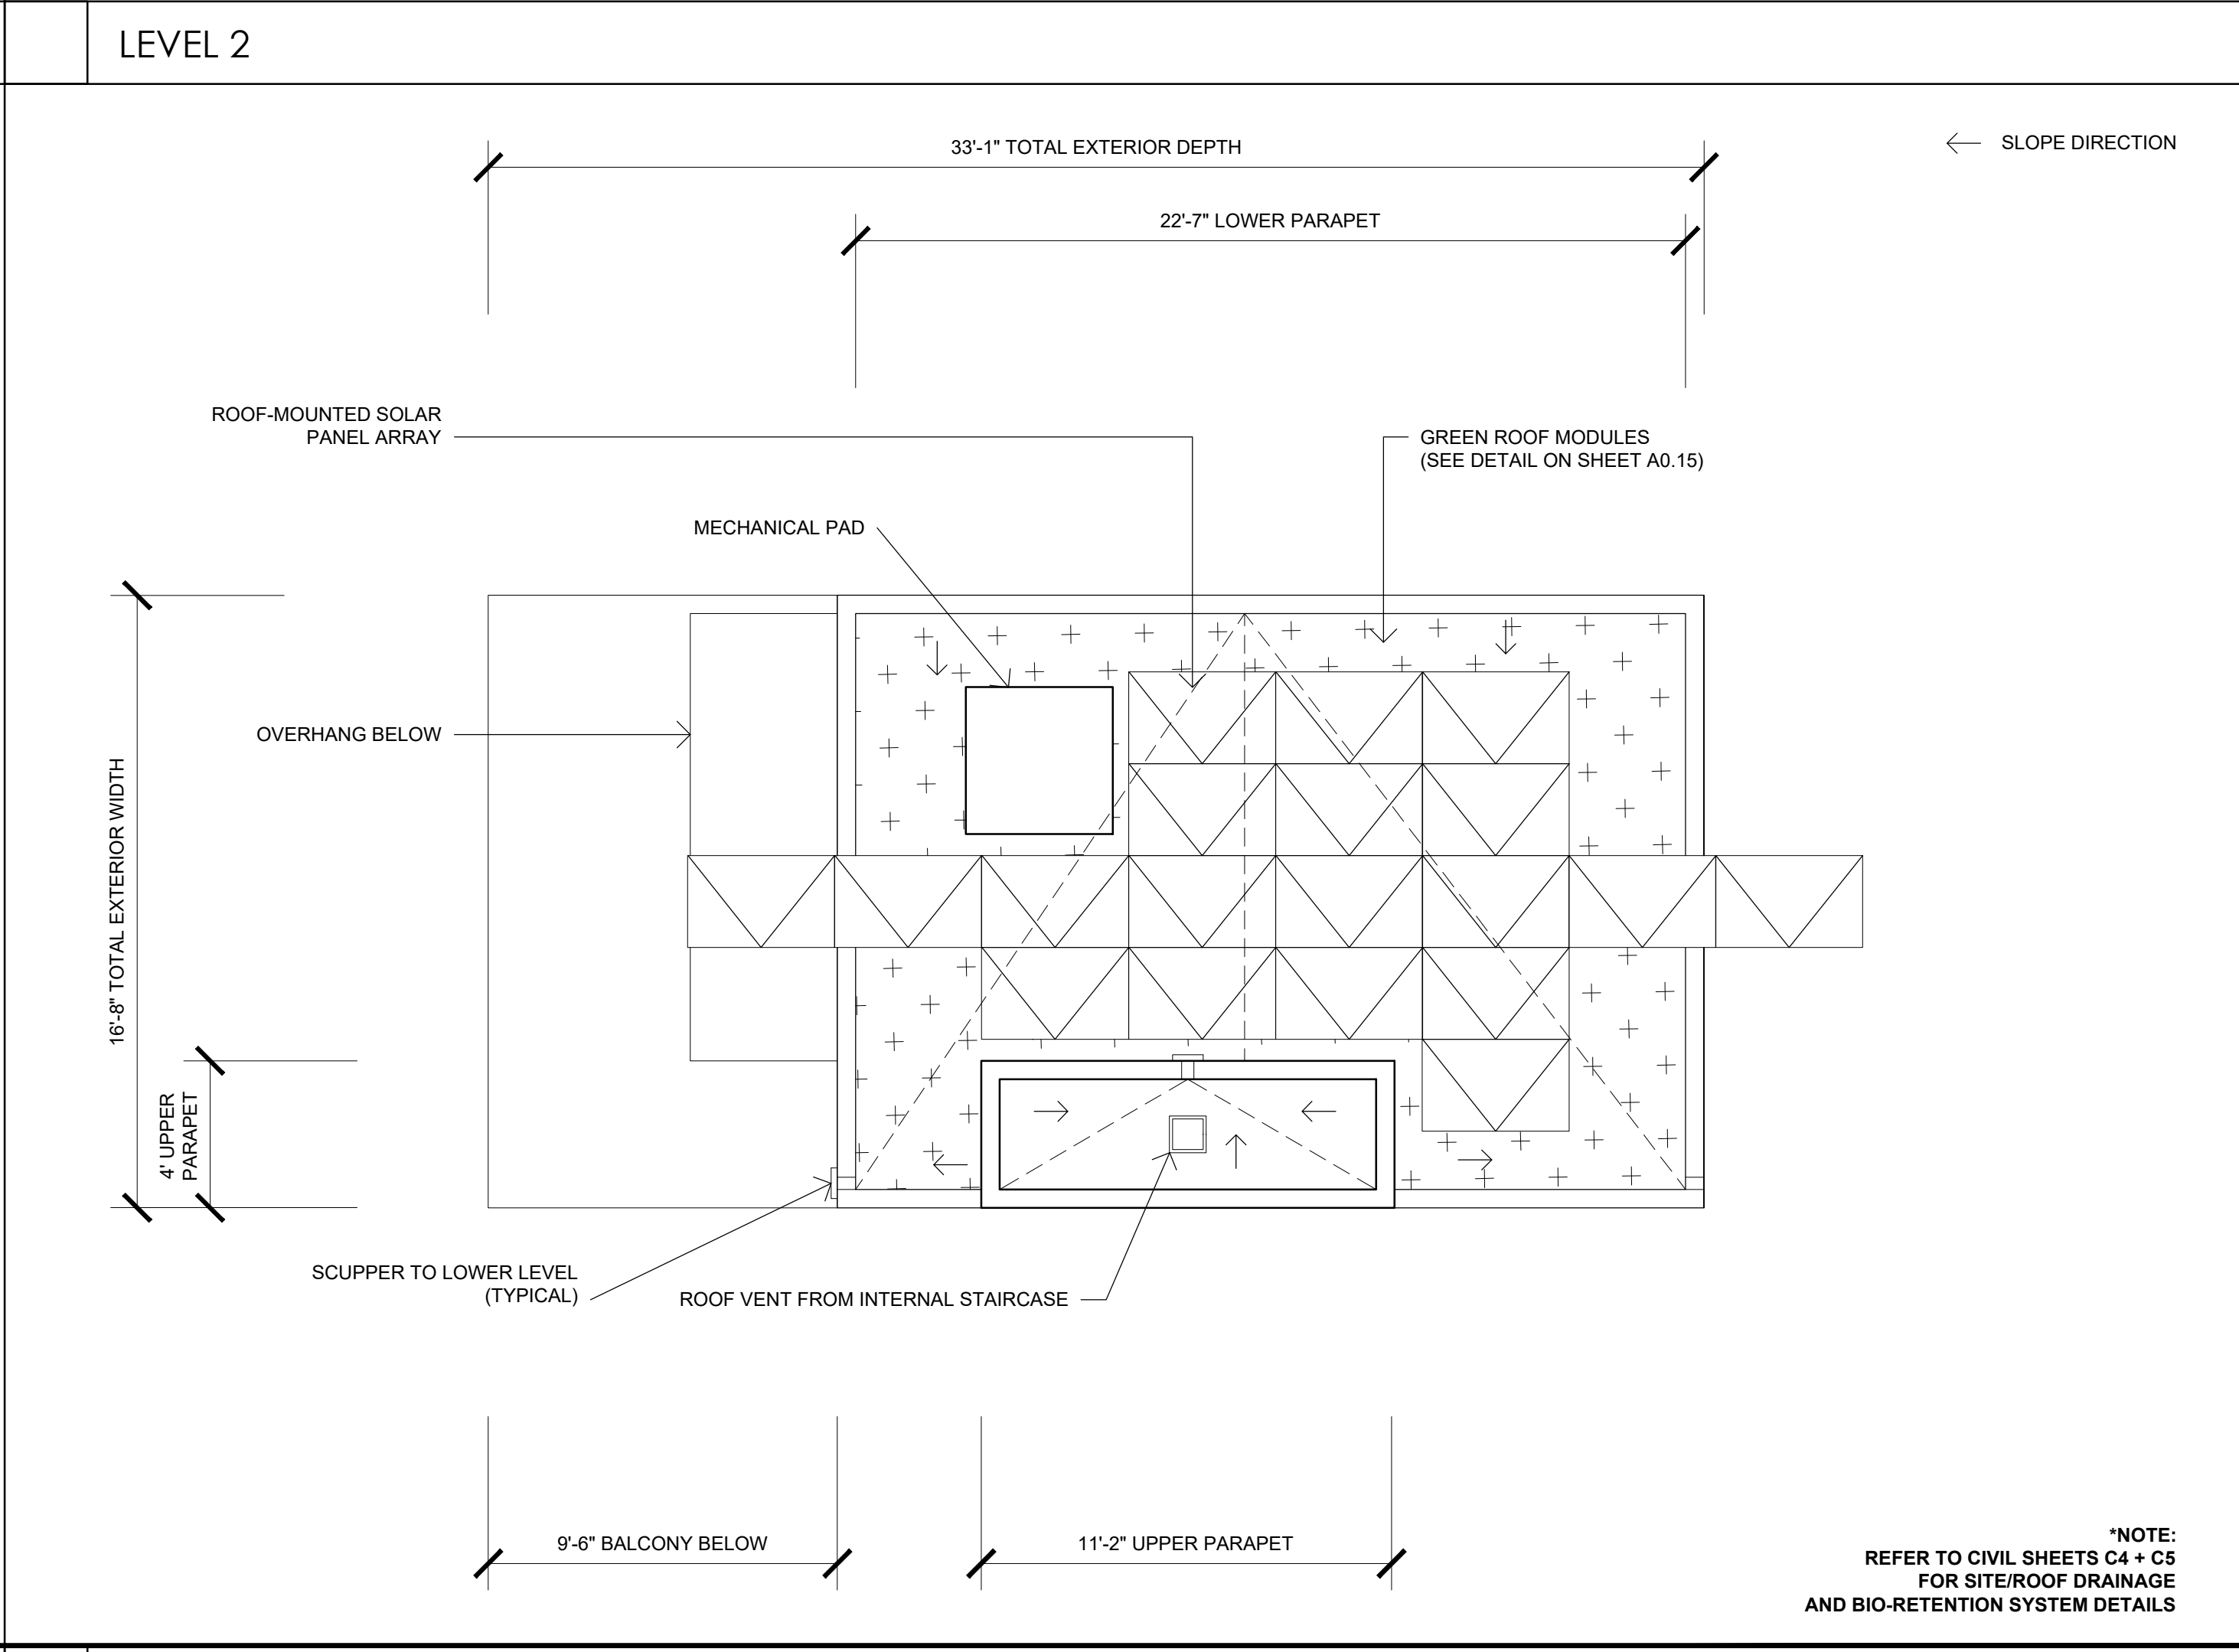 LEVEL 2
33'-1" TOTAL EXTERIOR DEPTH
SLOPE DIRECTION
22'-7" LOWER PARAPET
ROOF-MOUNTED SOLAR
PANEL ARRAY
GREEN ROOF MODULES
(SEE DETAIL ON SHEET A0.15)
MECHANICAL PAD
OVERHANG BELOW
16'-8" TOTAL EXTERIOR WIDTH
4' UPPER
PARAPET
SCUPPER TO LOWER LEVEL
(TYPICAL)
ROOF VENT FROM INTERNAL STAIRCASE
9'-6" BALCONY BELOW
11'-2" UPPER PARAPET
*NOTE:
REFER TO CIVIL SHEETS C4 + C5
FOR SITE/ROOF DRAINAGE
AND BIO-RETENTION SYSTEM DETAILS